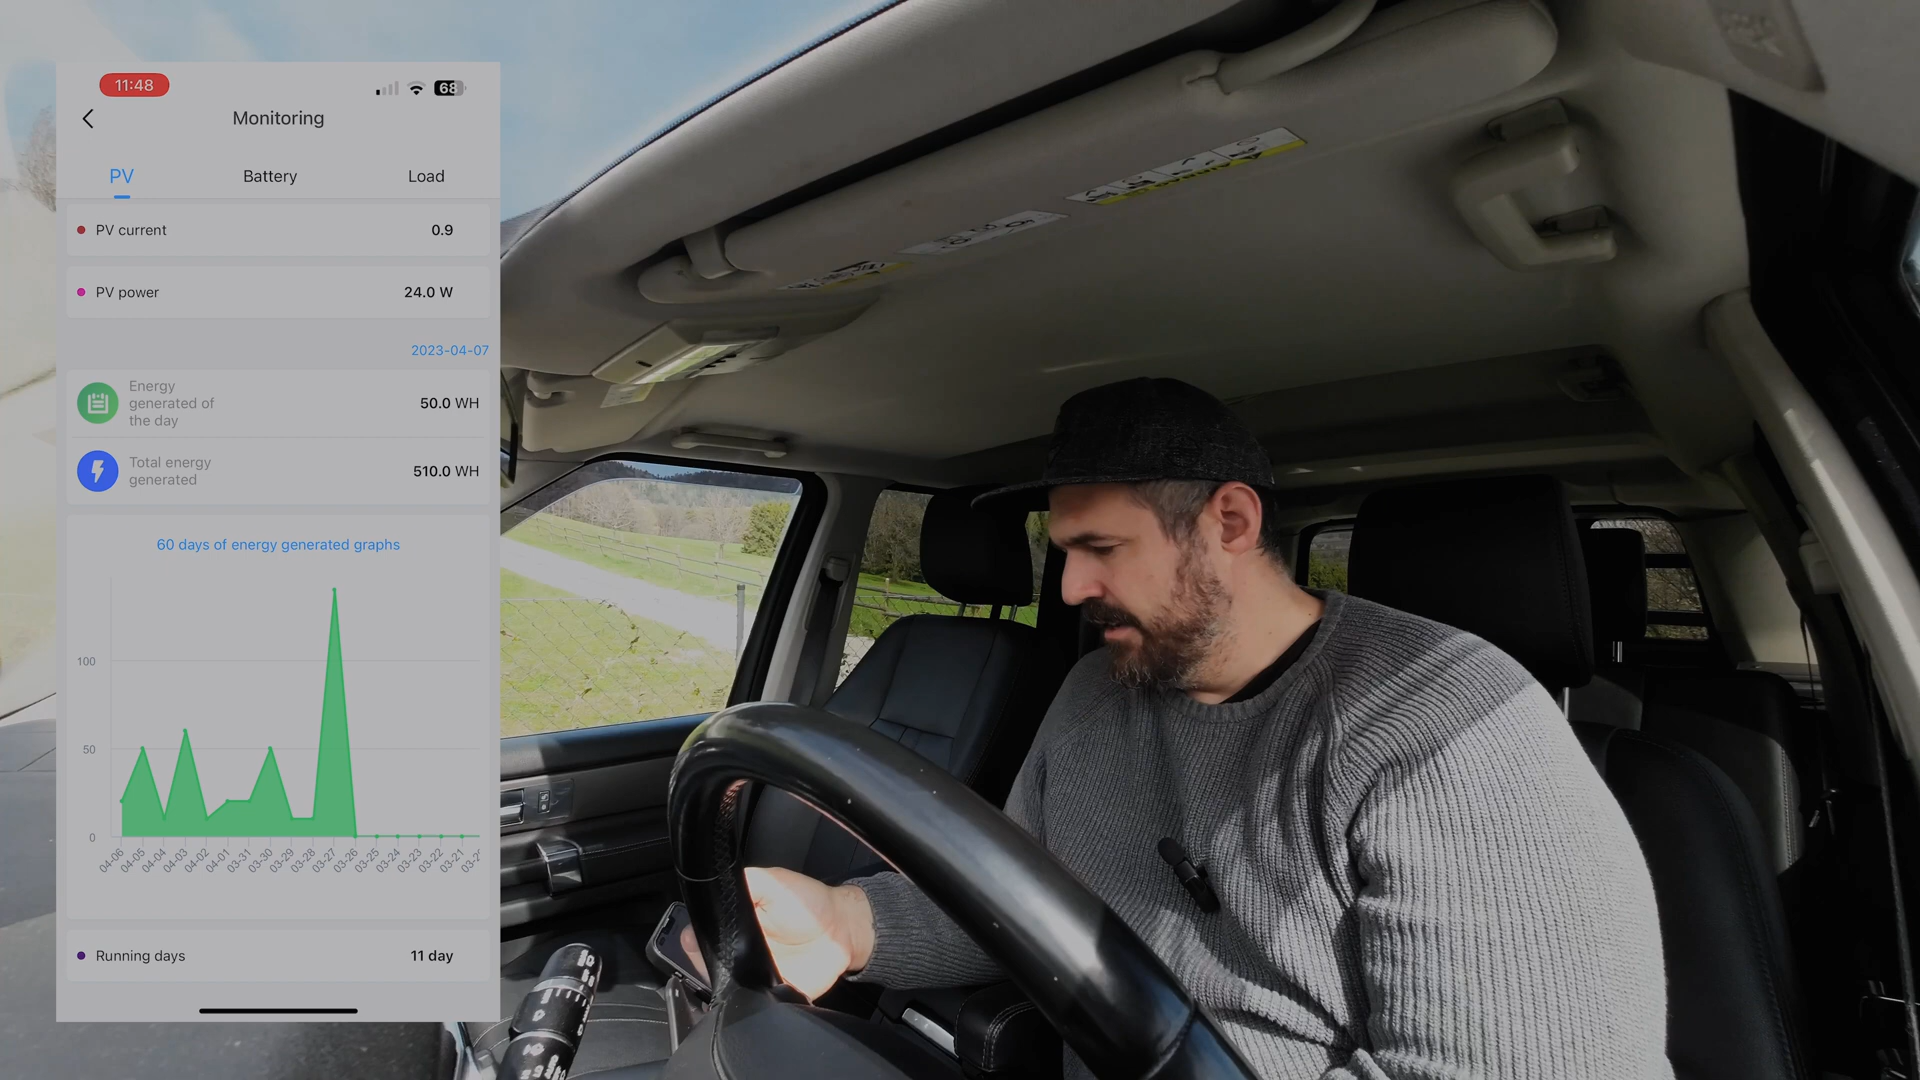 11:48
68
Monitoring
PV Battery Load
PV current 0.9
PV power 24.0 W
2023-04-07
Energy
generated of
the day
50.0 WH
Total energy
generated
510.0 WH
60 days of energy generated graphs
100
50
0
04-06 04-05 04-04 04-03 04-02 04-01 03-31 03-30 03-29 03-28 03-27 03-26 03-25 03-24 03-23 03-22 03-21
Running days 11 day